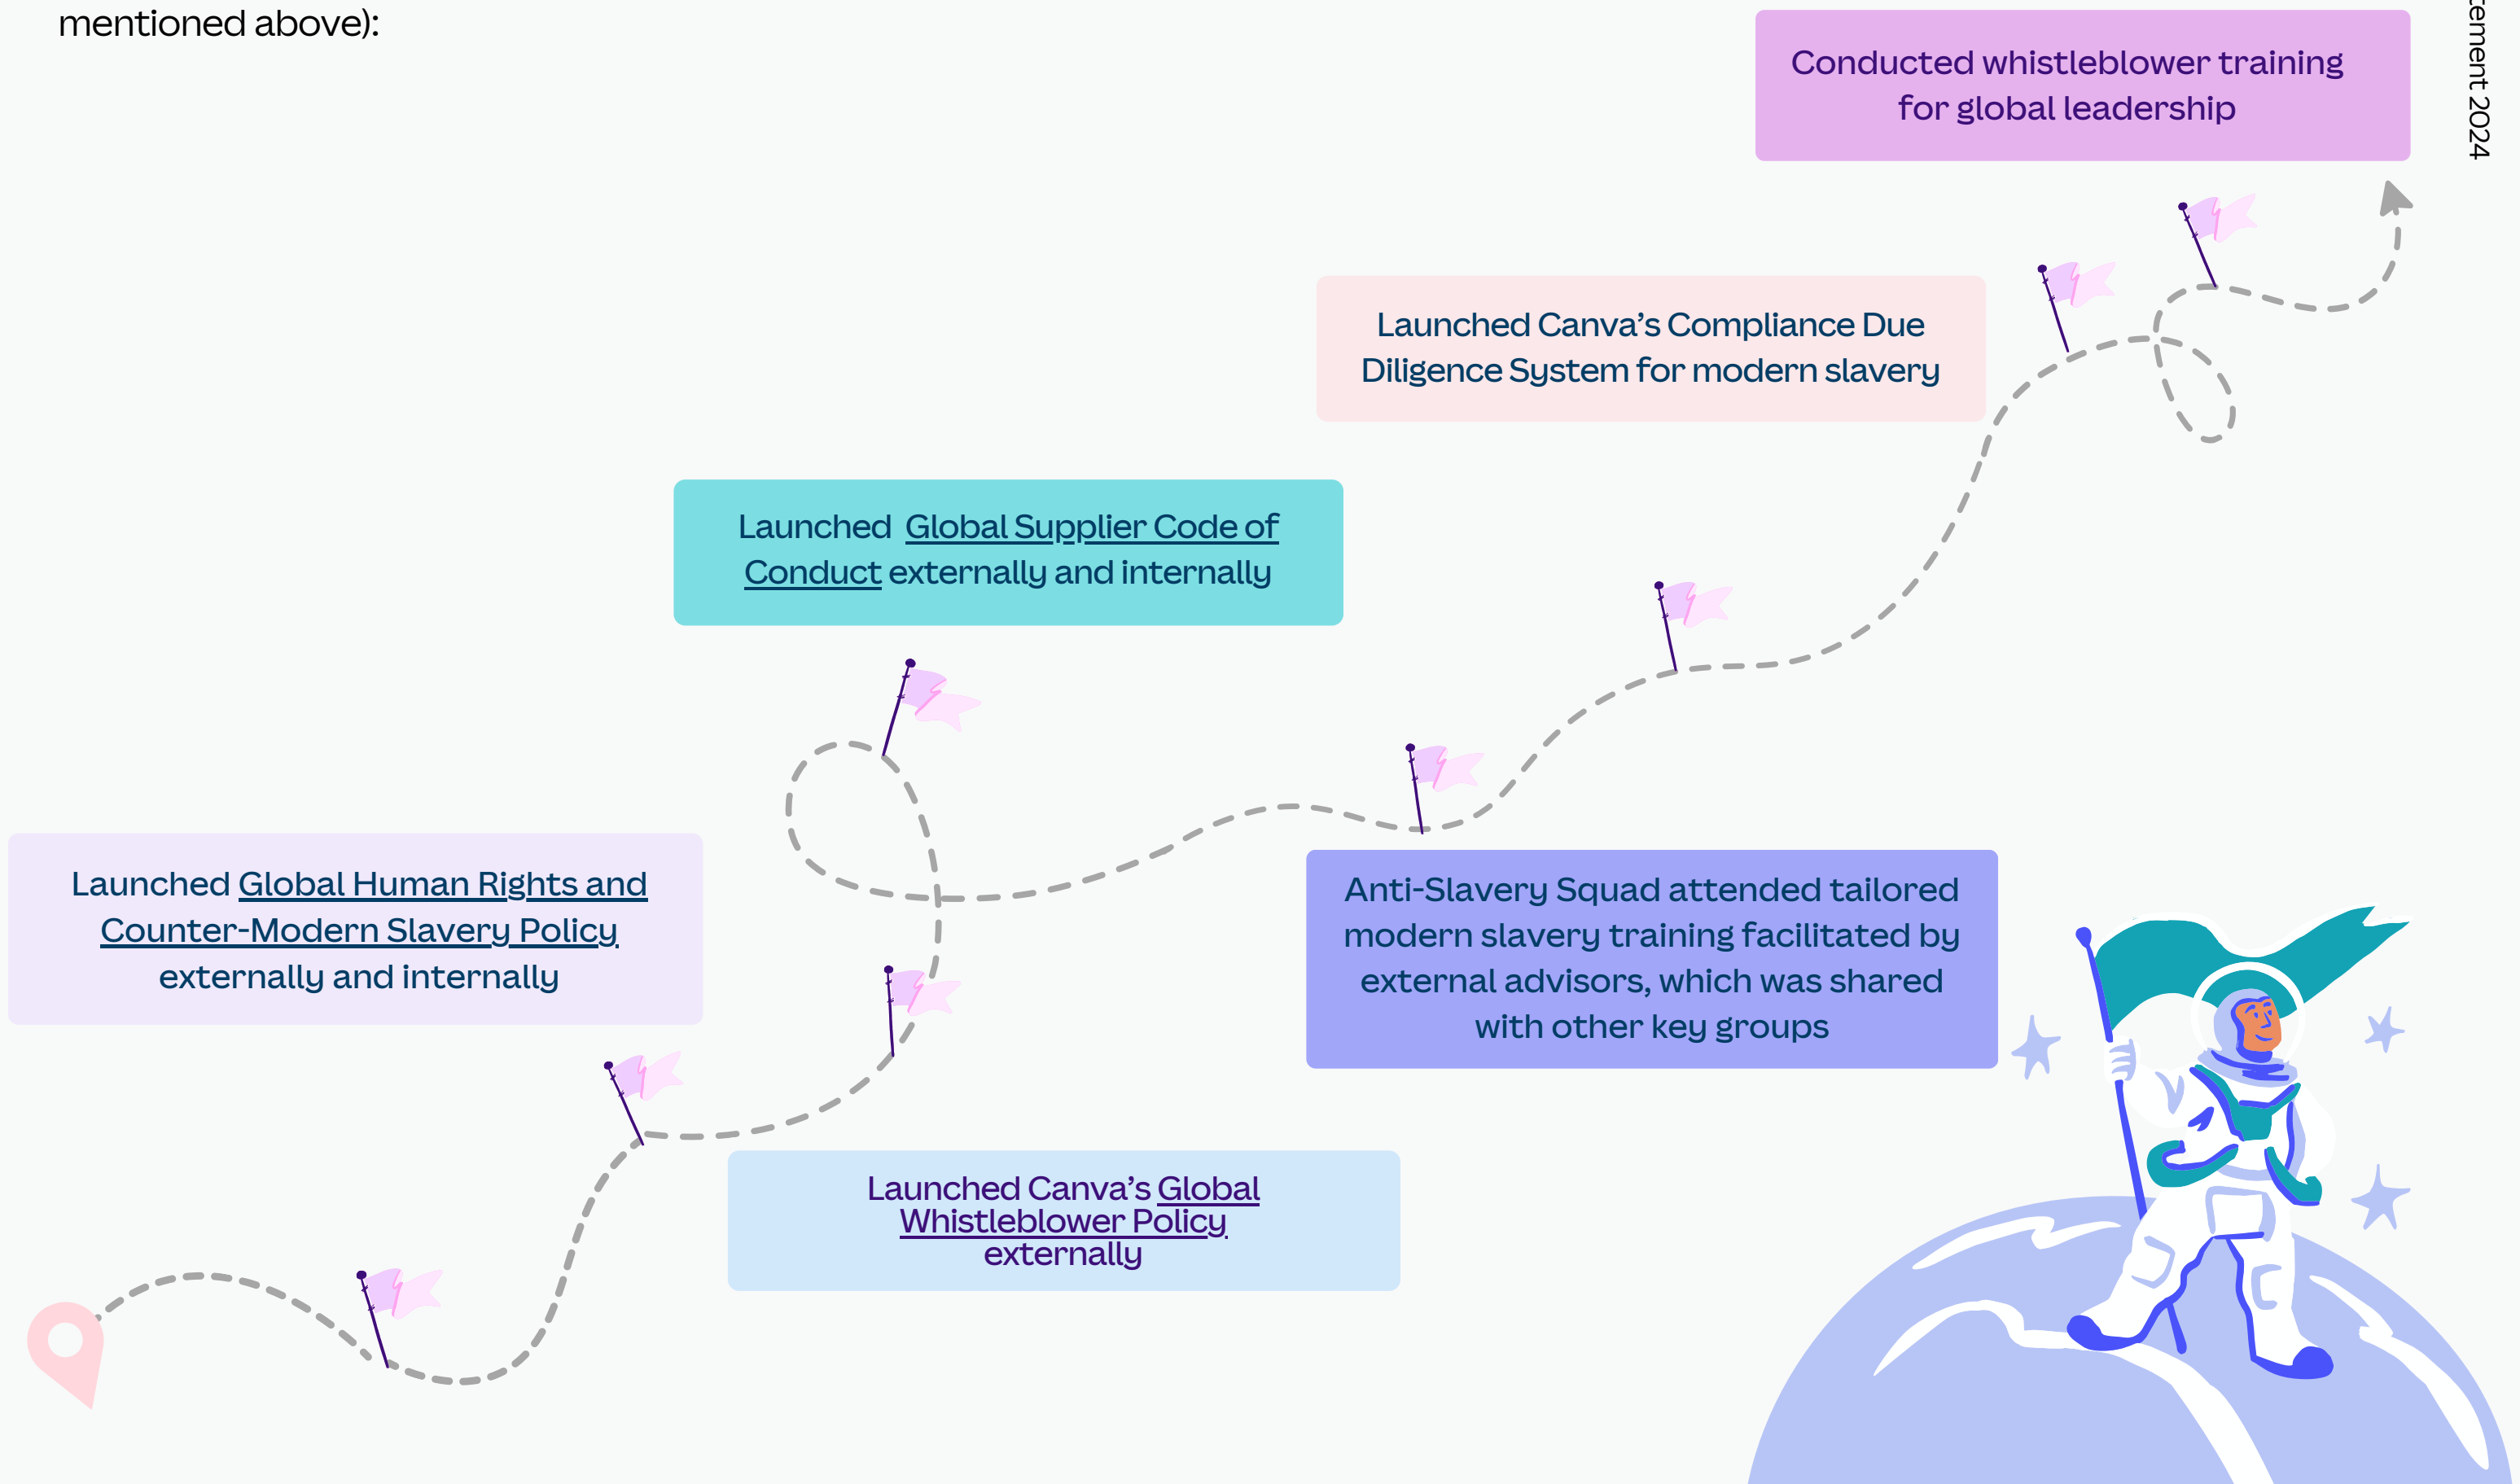 mentioned above):
Conducted whistleblower training
for global leadership
2024
Launched Canva’s Compliance Due
Diligence System for modern slavery
Launched Global Supplier Code of
Conduct externally and internally
Launched Global Human Rights and
Counter-Modern Slavery Policy
externally and internally
Anti-Slavery Squad attended tailored
modern slavery training facilitated by
external advisors, which was shared
with other key groups
Launched Canva’s Global
Whistleblower Policy
externally